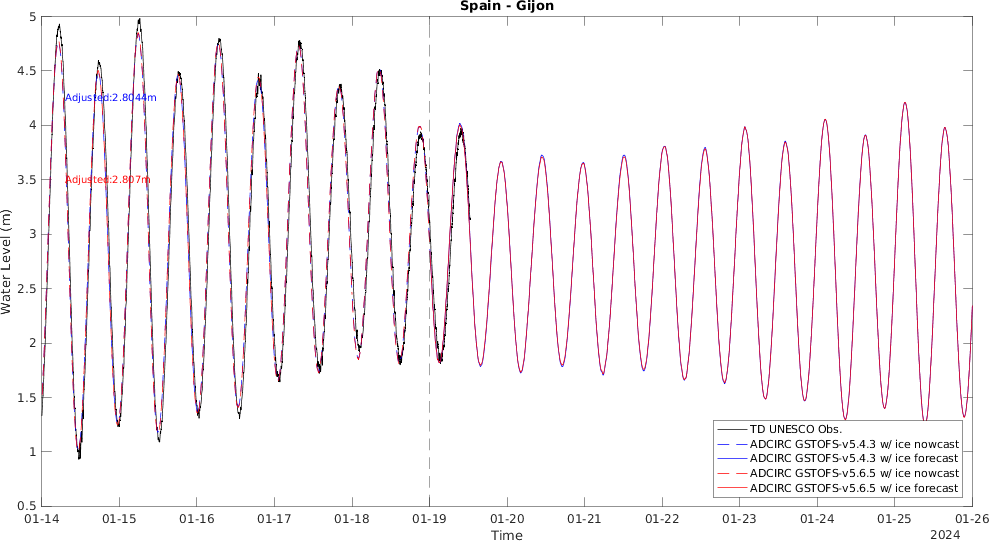 Spain - Gijon
5
4.5
4
3.5
3
2.5
2
1.5
1
0.5
Water Level (m)
Adjusted:2.8044m
Adjusted:2.807m
TD UNESCO Obs.
ADCIRC GSTOFS-v5.4.3 w/ ice nowcast
ADCIRC GSTOFS-v5.4.3 w/ ice forecast
ADCIRC GSTOFS-v5.6.5 w/ ice nowcast
ADCIRC GSTOFS-v5.6.5 w/ ice forecast
01-14 01-15 01-16 01-17 01-18 01-19 01-20 01-21 01-22 01-23 01-24 01-25 01-26
Time
2024